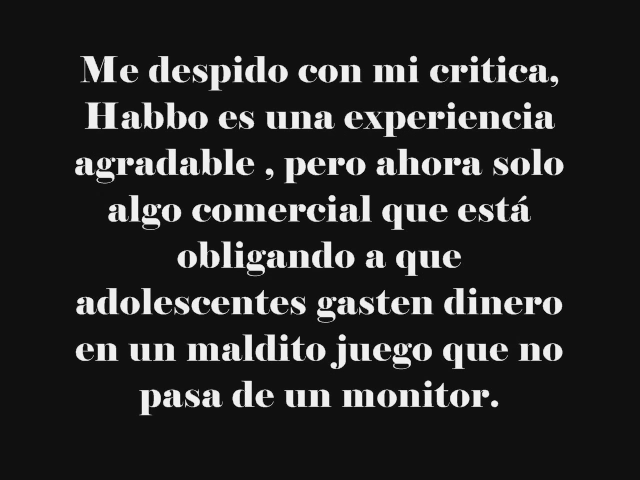 Me despido con mi critica,
Habbo es una experiencia
agradable , pero ahora solo
algo comercial que está
obligando a que
adolescentes gasten dinero
en un maldito juego que no
pasa de un monitor.